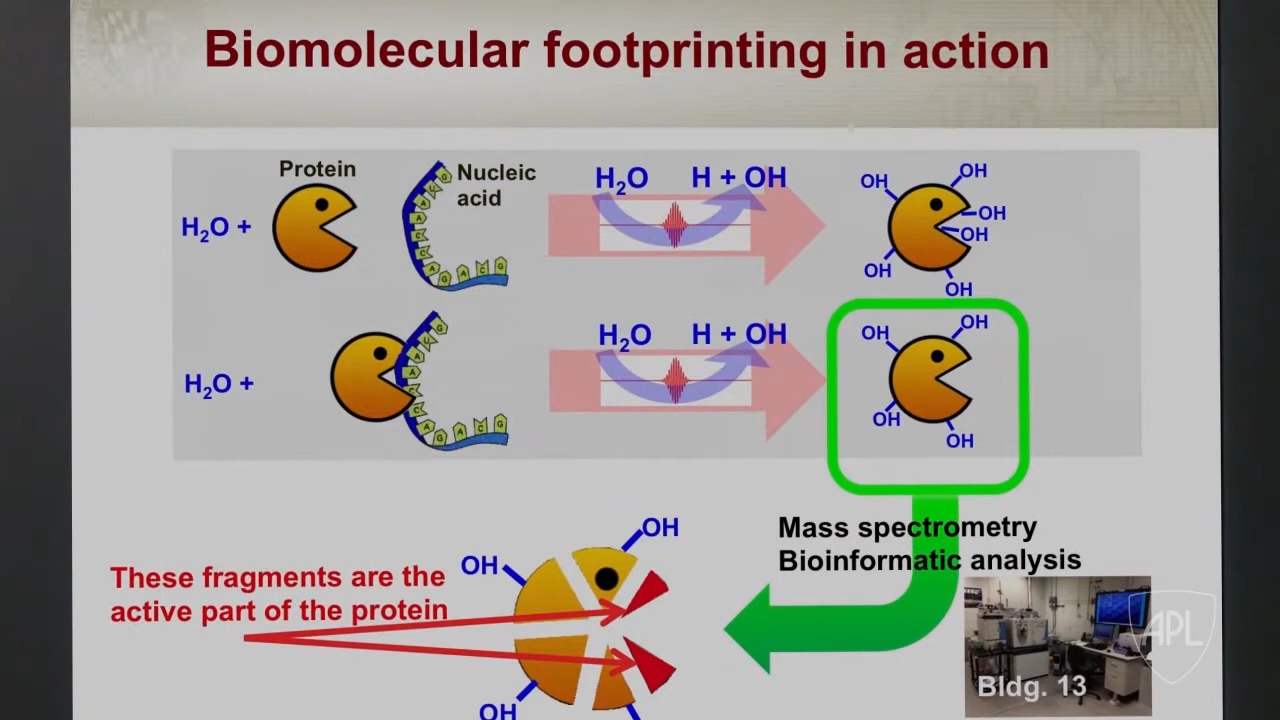 Biomolecular footprinting in action
Protein
Nucleic
acid
H₂O +
H₂O
H + OH
OH
OH
OH
OH
OH
OH
H₂O +
H₂O
H + OH
OH
OH
OH
OH
Mass spectrometry
Bioinformatic analysis
These fragments are the
active part of the protein
OH
OH
OH
Bldg. 13
APL